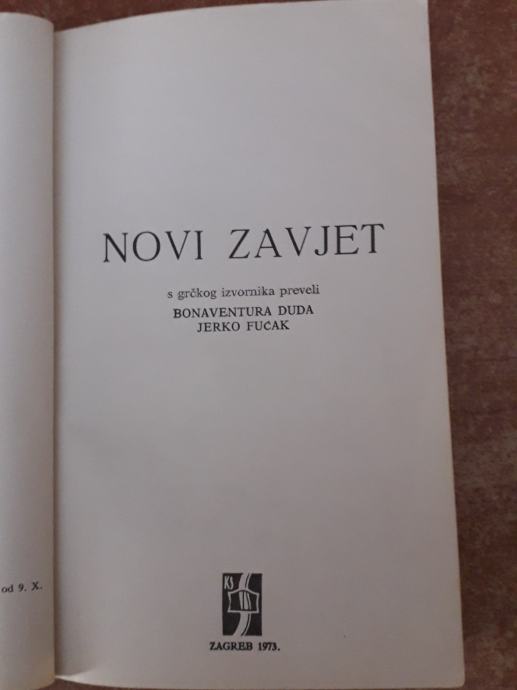 NOVI ZAVJET
s grčkog izvornika preveli
BONAVENTURA DUDA
JERKO FUĆAK
od 9. X.
KS
ZAGREB 1973.